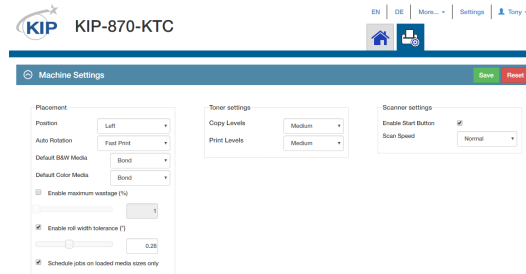 EN DE More... Settings Tony
KIP KIP-870-KTC
Machine Settings Save Reset
Placement
Position Left
Auto Rotation Fast Print
Default B&W Media Bond
Default Color Media Bond
Enable maximum wastage (%)
1
Enable roll width tolerance (")
0.28
Schedule jobs on loaded media sizes only
Toner settings
Copy Levels Medium
Print Levels Medium
Scanner settings
Enable Start Button
Scan Speed Normal